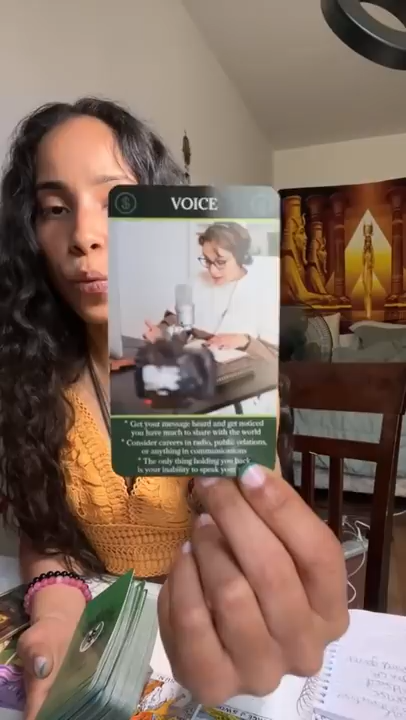 VOICE
* Get your message heard and get noticed
you have much to share with the world
* Consider careers in radio, public relations,
or anything in communications
* The only thing holding you back
is your inability to speak your